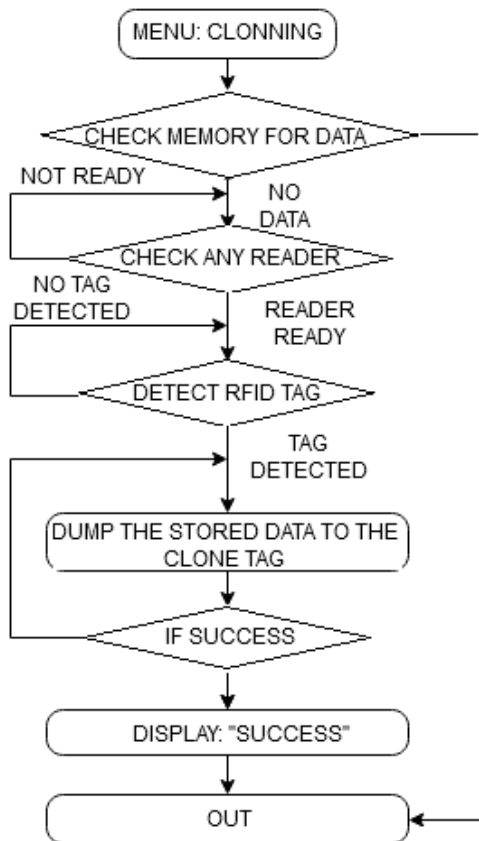 MENU: CLONNING
CHECK MEMORY FOR DATA
NOT READY
NO
DATA
CHECK ANY READER
NO TAG
DETECTED
READER
READY
DETECT RFID TAG
TAG
DETECTED
DUMP THE STORED DATA TO THE
CLONE TAG
IF SUCCESS
DISPLAY: "SUCCESS"
OUT